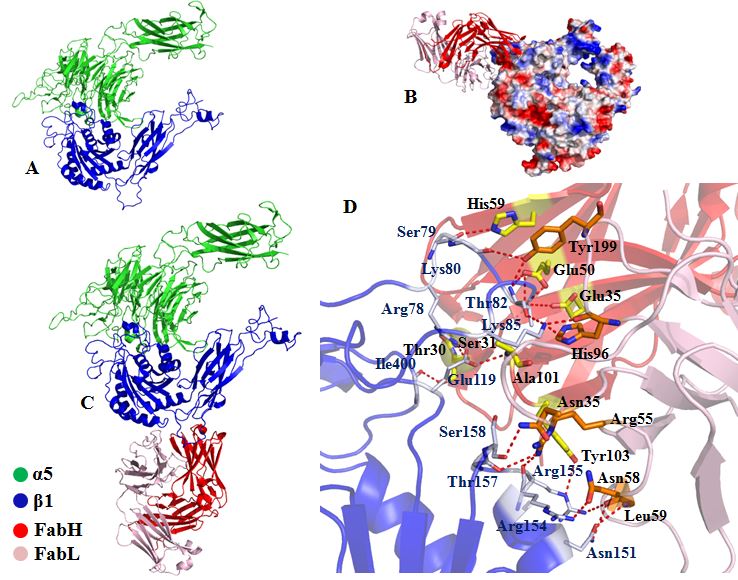 A
B
C
α5
β1
FabH
FabL
D
His59
Ser79
Tyr199
Lys80
Glu50
Thr82
Glu35
Arg78
Lys85
Ser31
Thr30
His96
Ile400
Glu119
Ala101
Asn35
Arg55
Ser158
Tyr103
Thr157
Arg155
Asn58
Arg154
Leu59
Asn151